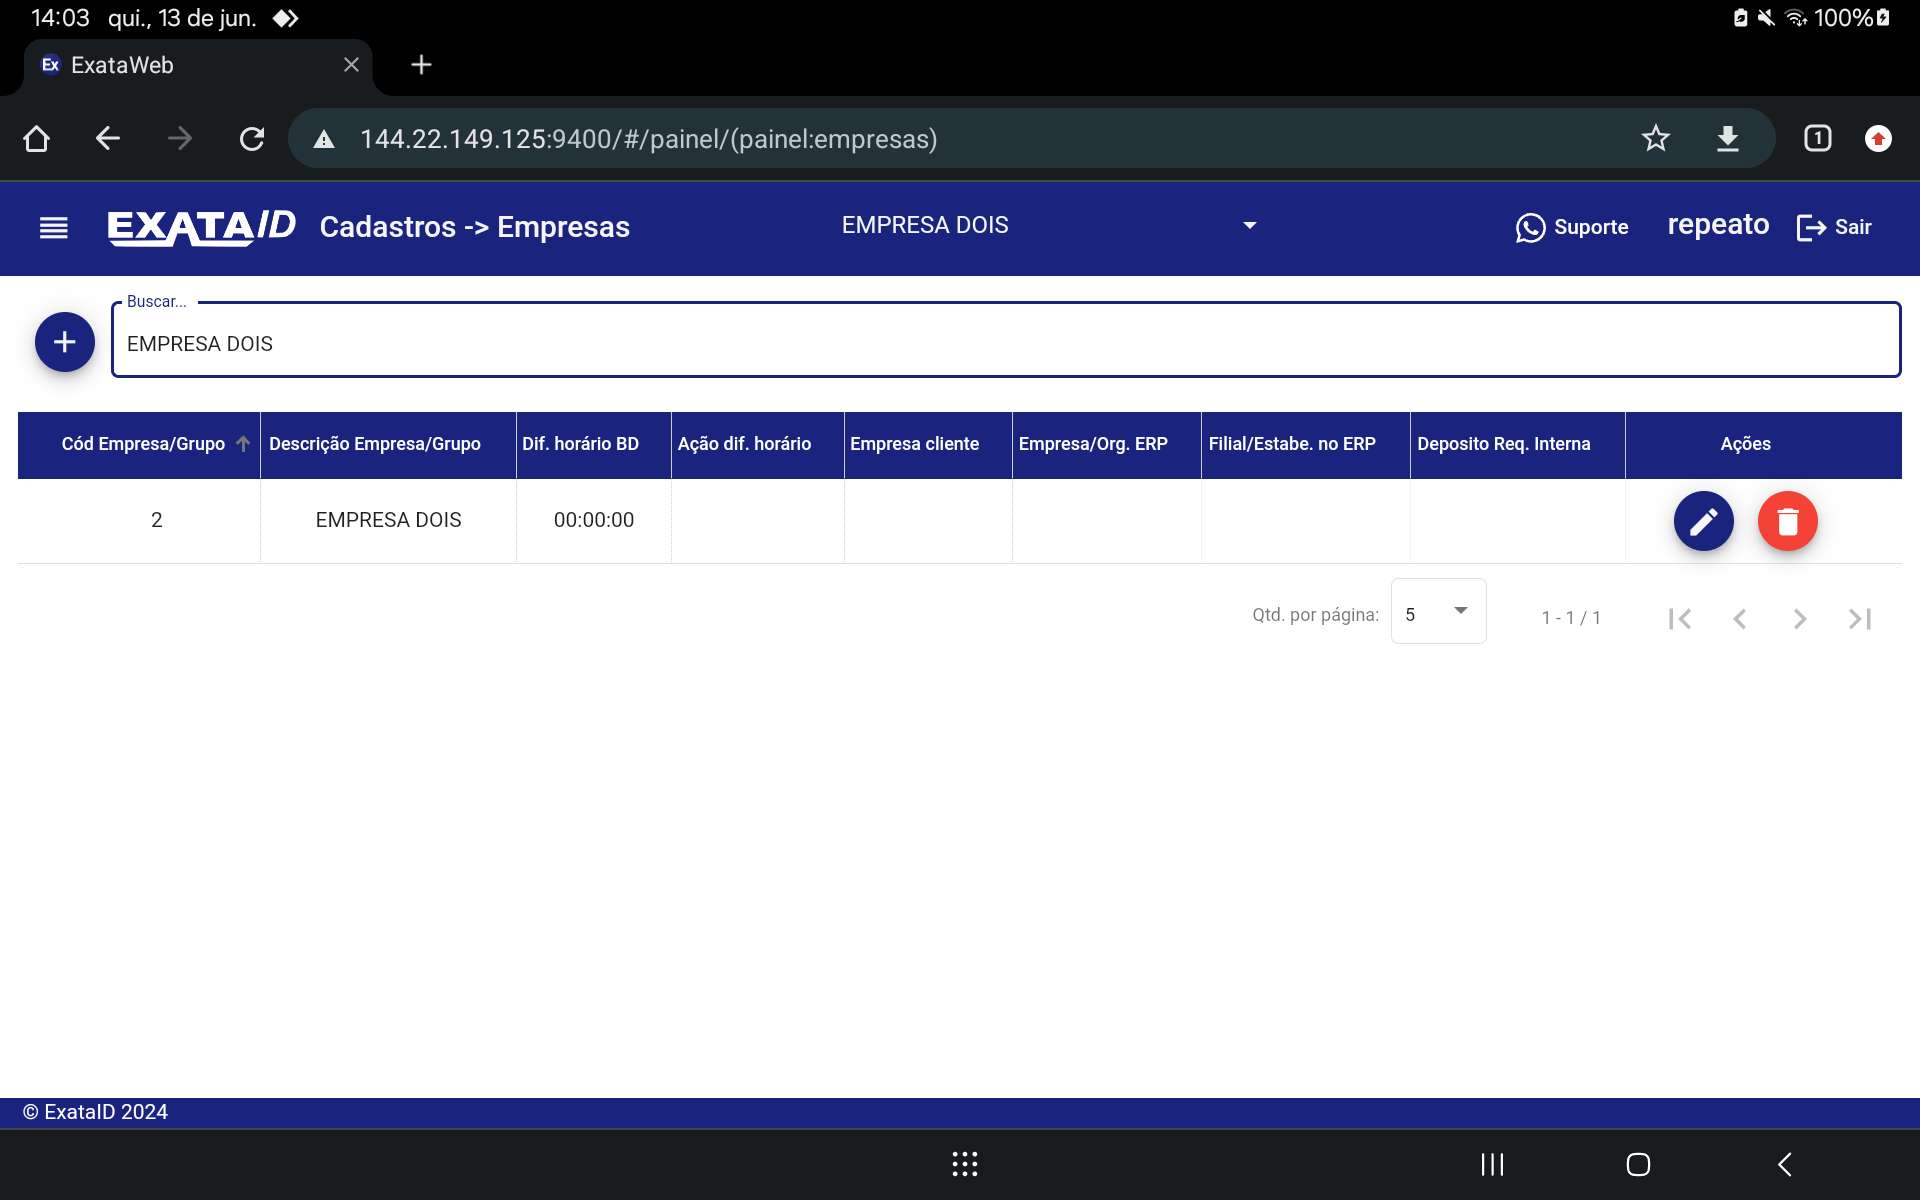 14:03 qui., 13 de jun. 100%
Ex ExataWeb
144.22.149.125:9400/#/painel/(painel:empresas) 1
EXATAID Cadastros -> Empresas EMPRESA DOIS Suporte repeato Sair
Buscar...
EMPRESA DOIS
Cód Empresa/Grupo Descrição Empresa/Grupo Dif. horário BD Ação dif. horário Empresa cliente Empresa/Org. ERP Filial/Estabe. no ERP Deposito Req. Interna Ações
2 EMPRESA DOIS 00:00:00
Qtd. por página: 5 1 - 1 / 1
© ExataID 2024